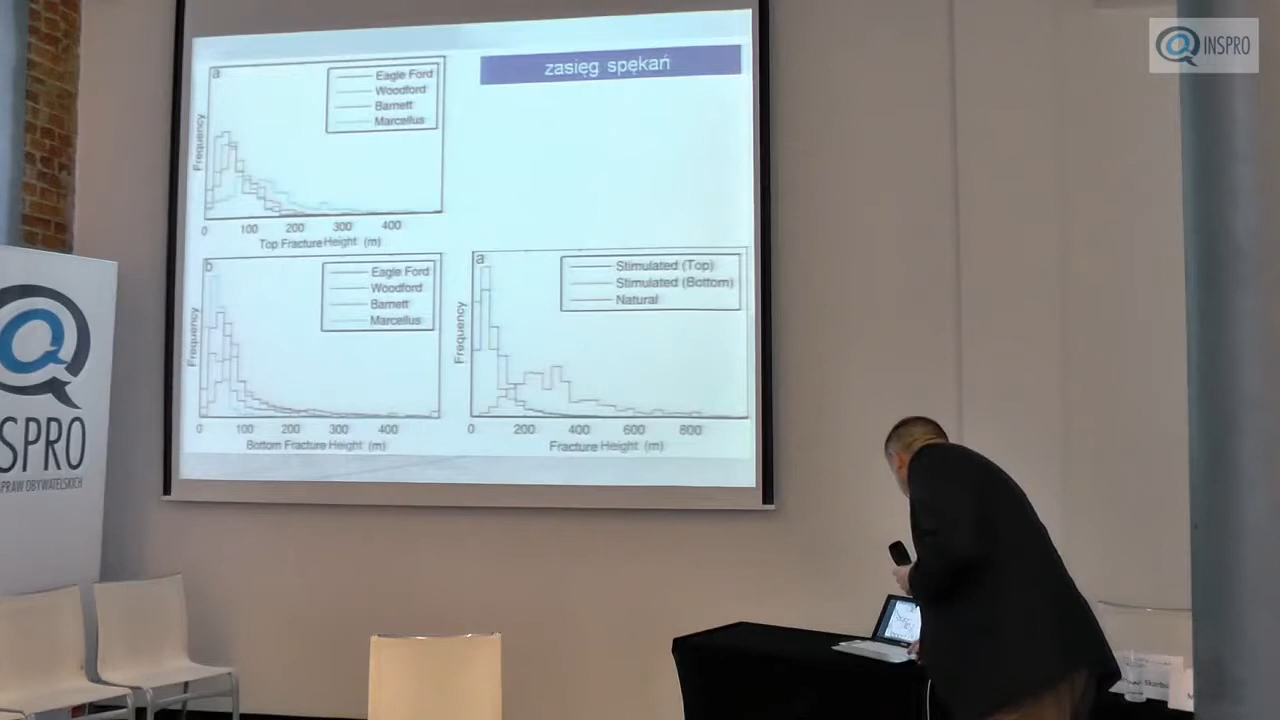 INSPRO
zasięg spękań
a
Eagle Ford
Woodford
Barnett
Marcellus
Frequency
0 100 200 300 400
Top Fracture Height (m)
b
Eagle Ford
Woodford
Barnett
Marcellus
Frequency
0 100 200 300 400
Bottom Fracture Height (m)
a
Stimulated (Top)
Stimulated (Bottom)
Natural
Frequency
0 200 400 600 800
Fracture Height (m)
SPRO
PRAW OBYWATELSKICH